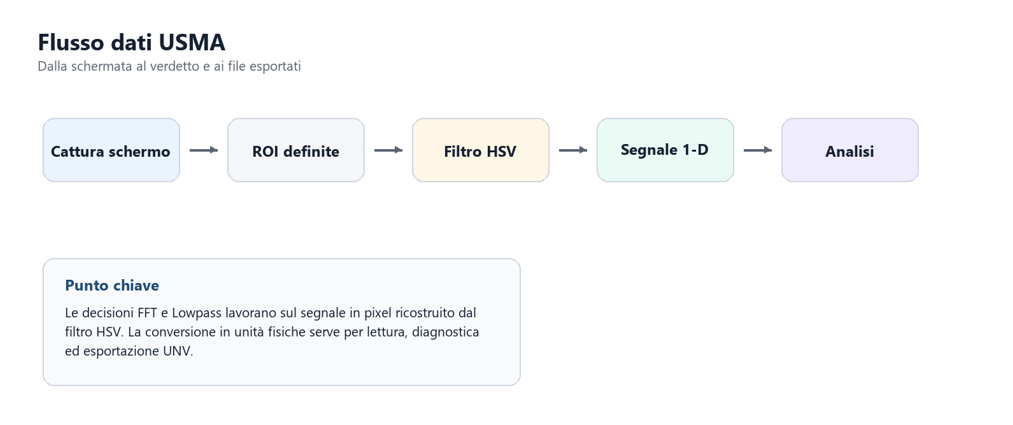 Flusso dati USMA
Dalla schermata al verdetto e ai file esportati
Cattura schermo
ROI definite
Filtro HSV
Segnale 1-D
Analisi
Punto chiave
Le decisioni FFT e Lowpass lavorano sul segnale in pixel ricostruito dal
filtro HSV. La conversione in unità fisiche serve per lettura, diagnostica
ed esportazione UNV.